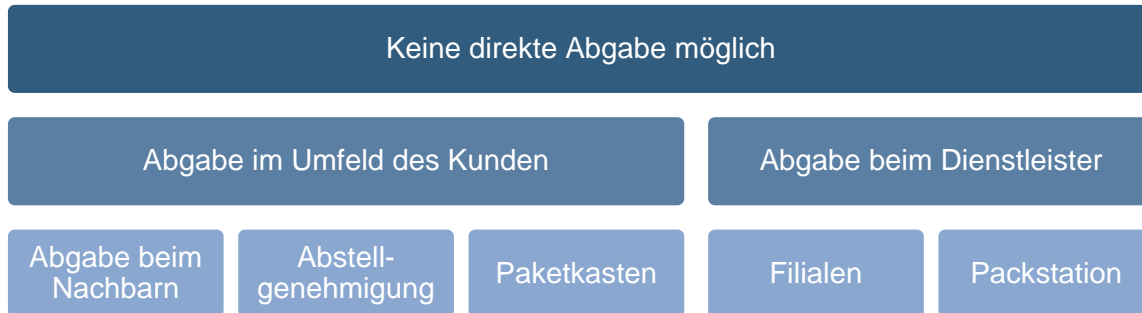 Keine direkte Abgabe möglich
Abgabe im Umfeld des Kunden
Abgabe beim Dienstleister
Abgabe beim
Nachbarn
Abstell-
genehmigung
Paketkasten
Filialen
Packstation